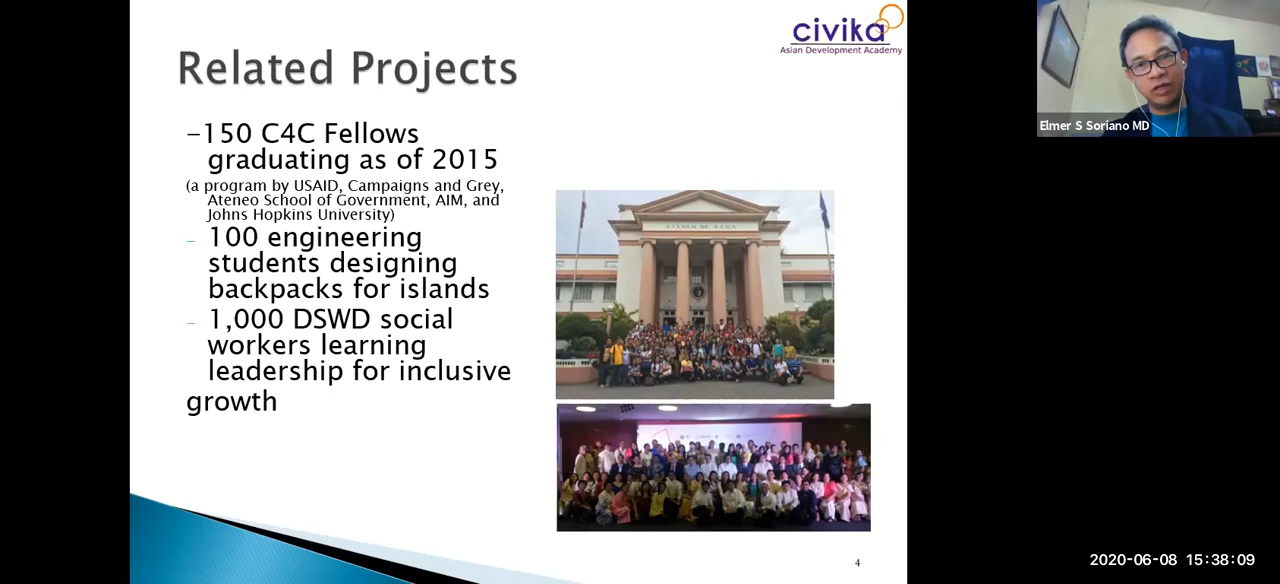 civika
Asian Development Academy
Related Projects
–150 C4C Fellows
graduating as of 2015
(a program by USAID, Campaigns and Grey,
Ateneo School of Government, AIM, and
Johns Hopkins University)
– 100 engineering
students designing
backpacks for islands
– 1,000 DSWD social
workers learning
leadership for inclusive
growth
4
Elmer S Soriano MD
2020-06-08 15:38:09